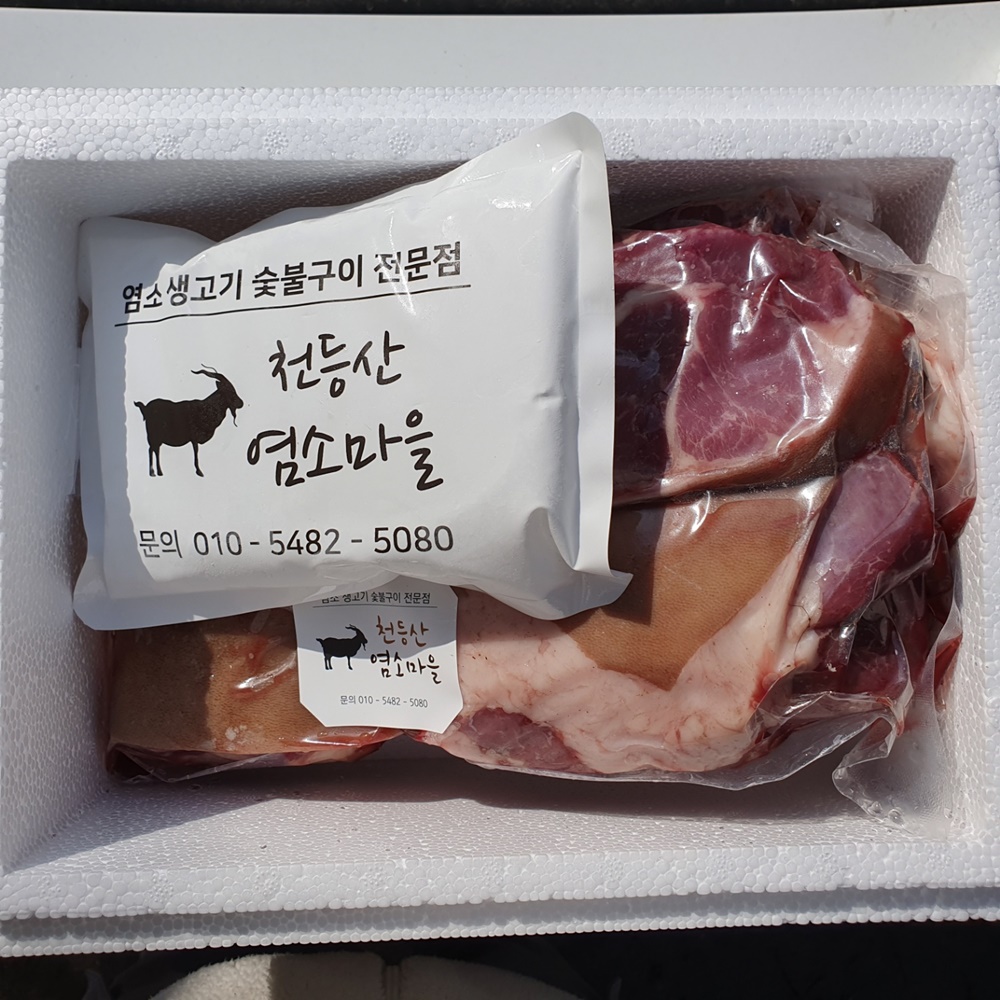 염소생고기 숯불구이 전문점
천등산
염소마을
문의 010 - 5482 - 5080
염소 생고기 숯불구이 전문점
천등산
염소마을
문의 010 - 5482 - 5080